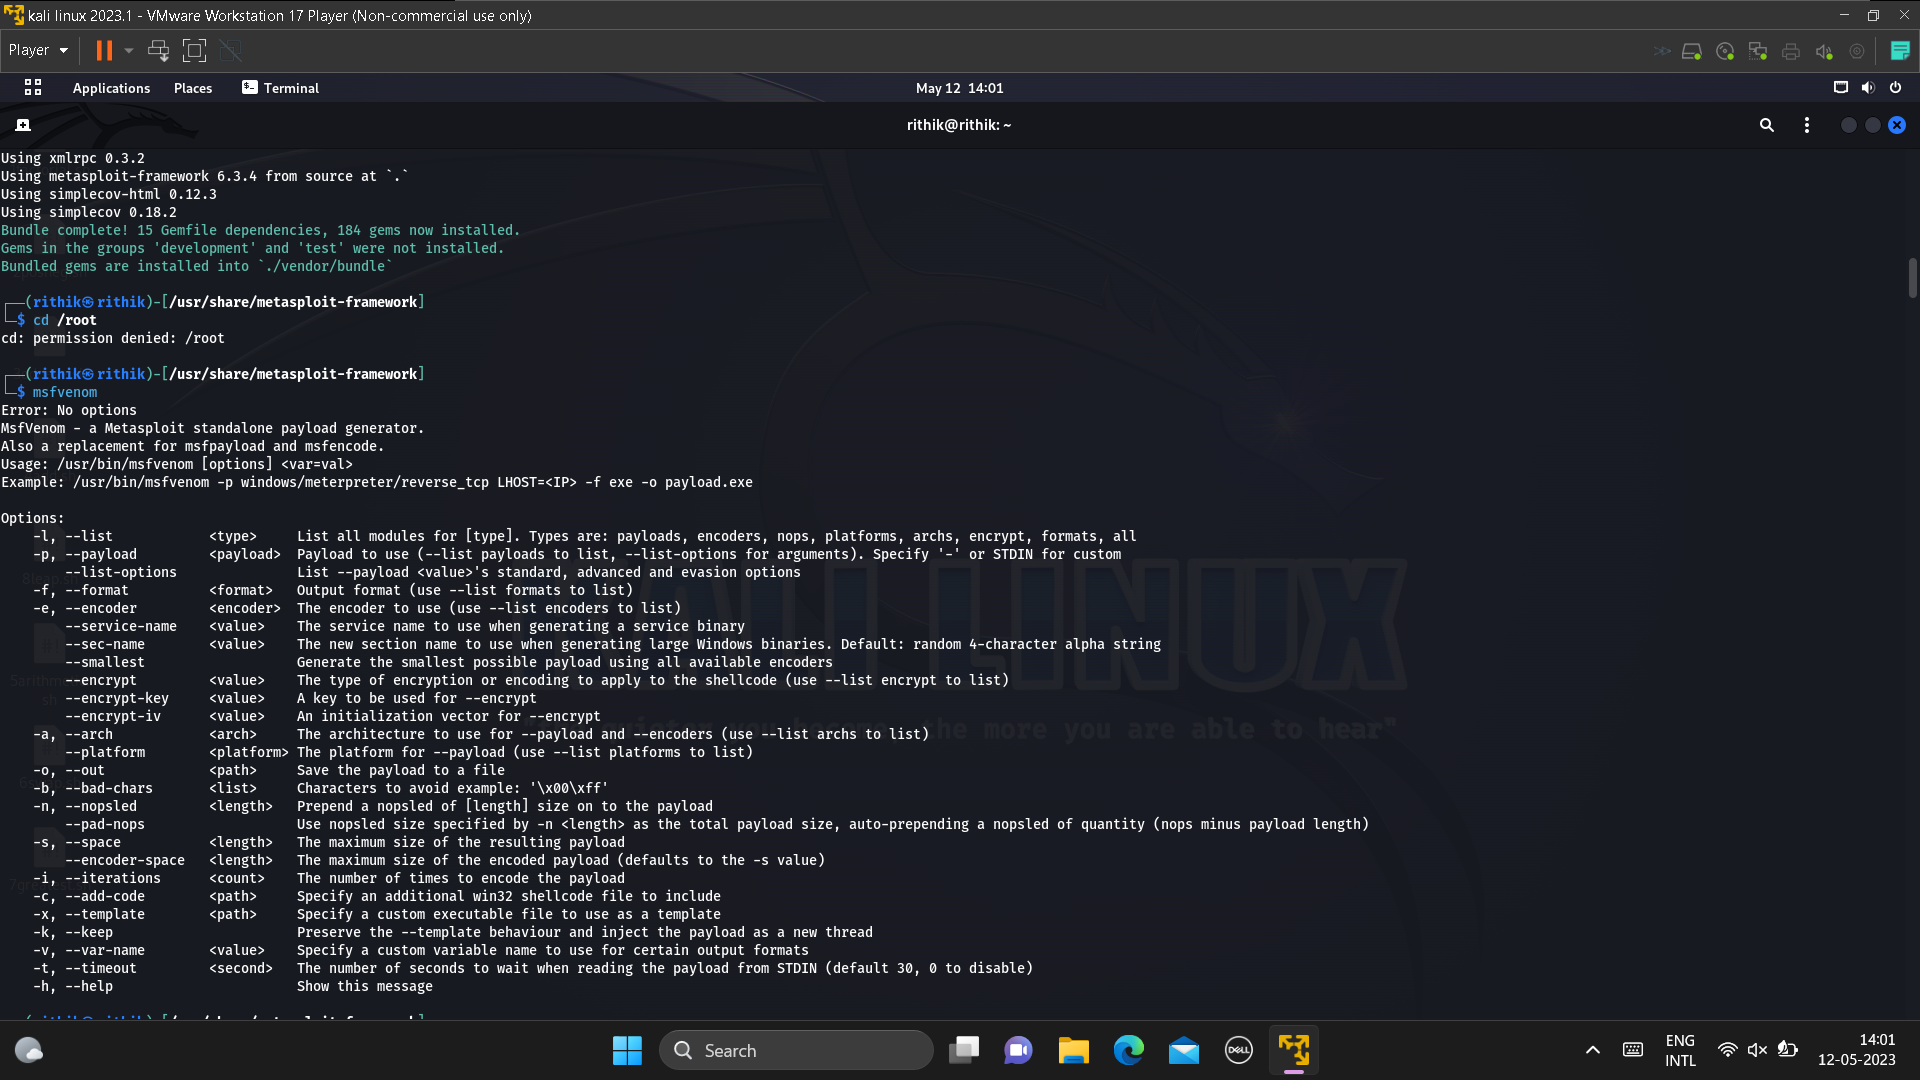 kali linux 2023.1 - VMware Workstation 17 Player (Non-commercial use only)
Player
Applications Places Terminal May 12 14:01
rithik@rithik: ~
Using xmlrpc 0.3.2
Using metasploit-framework 6.3.4 from source at `.`
Using simplecov-html 0.12.3
Using simplecov 0.18.2
Bundle complete! 15 Gemfile dependencies, 184 gems now installed.
Gems in the groups 'development' and 'test' were not installed.
Bundled gems are installed into `./vendor/bundle`
┌──(rithik㉿rithik)-[/usr/share/metasploit-framework]
└─$ cd /root
cd: permission denied: /root
┌──(rithik㉿rithik)-[/usr/share/metasploit-framework]
└─$ msfvenom
Error: No options
MsfVenom - a Metasploit standalone payload generator.
Also a replacement for msfpayload and msfencode.
Usage: /usr/bin/msfvenom [options] <var=val>
Example: /usr/bin/msfvenom -p windows/meterpreter/reverse_tcp LHOST=<IP> -f exe -o payload.exe
Options:
-l, --list <type> List all modules for [type]. Types are: payloads, encoders, nops, platforms, archs, encrypt, formats, all
-p, --payload <payload> Payload to use (--list payloads to list, --list-options for arguments). Specify '-' or STDIN for custom
--list-options List --payload <value>'s standard, advanced and evasion options
-f, --format <format> Output format (use --list formats to list)
-e, --encoder <encoder> The encoder to use (use --list encoders to list)
--service-name <value> The service name to use when generating a service binary
--sec-name <value> The new section name to use when generating large Windows binaries. Default: random 4-character alpha string
--smallest Generate the smallest possible payload using all available encoders
--encrypt <value> The type of encryption or encoding to apply to the shellcode (use --list encrypt to list)
--encrypt-key <value> A key to be used for --encrypt
--encrypt-iv <value> An initialization vector for --encrypt
-a, --arch <arch> The architecture to use for --payload and --encoders (use --list archs to list)
--platform <platform> The platform for --payload (use --list platforms to list)
-o, --out <path> Save the payload to a file
-b, --bad-chars <list> Characters to avoid example: '\x00\xff'
-n, --nopsled <length> Prepend a nopsled of [length] size on to the payload
--pad-nops Use nopsled size specified by -n <length> as the total payload size, auto-prepending a nopsled of quantity (nops minus payload length)
-s, --space <length> The maximum size of the resulting payload
--encoder-space <length> The maximum size of the encoded payload (defaults to the -s value)
-i, --iterations <count> The number of times to encode the payload
-c, --add-code <path> Specify an additional win32 shellcode file to include
-x, --template <path> Specify a custom executable file to use as a template
-k, --keep Preserve the --template behaviour and inject the payload as a new thread
-v, --var-name <value> Specify a custom variable name to use for certain output formats
-t, --timeout <second> The number of seconds to wait when reading the payload from STDIN (default 30, 0 to disable)
-h, --help Show this message
KALI LINUX
the more you are able to hear"
Search
DELL
ENG
INTL
14:01
12-05-2023